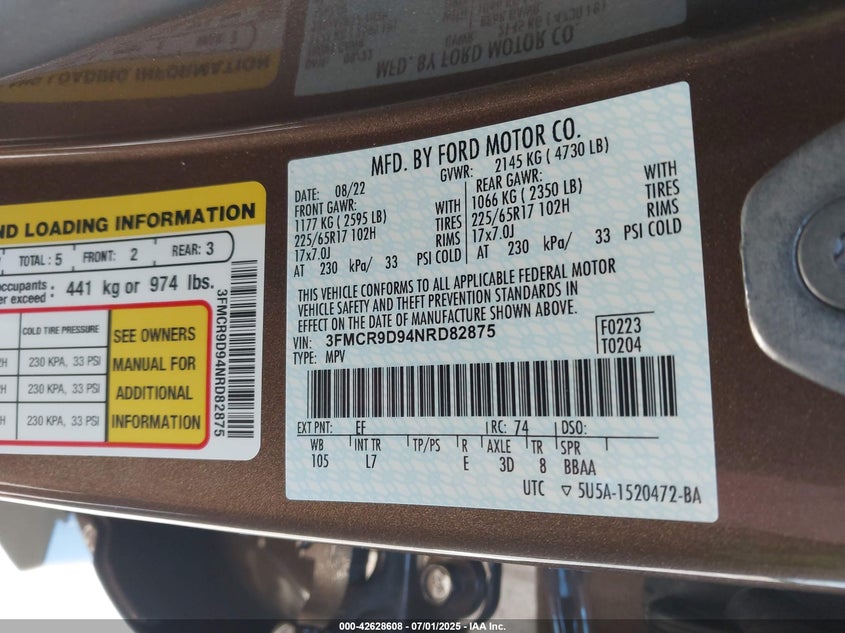 MFD. BY FORD MOTOR CO.
ND LOADING INFORMATION
TOTAL : 5 FRONT: 2 REAR: 3
occupants
er exceed : 441 kg or 974 lbs.
COLD TIRE PRESSURE
230 KPA, 33 PSI
230 KPA, 33 PSI
230 KPA, 33 PSI
SEE OWNERS
MANUAL FOR
ADDITIONAL
INFORMATION
3FMCR9D94NRD82875
MFD. BY FORD MOTOR CO.
DATE: 08/22 GVWR: 2145 KG ( 4730 LB)
FRONT GAWR: REAR GAWR:
1177 KG ( 2595 LB) WITH 1066 KG ( 2350 LB) WITH
225/65R17 102H TIRES 225/65R17 102H TIRES
17x7.0J RIMS 17x7.0J RIMS
AT 230 kPa/ 33 PSI COLD AT 230 kPa/ 33 PSI COLD
THIS VEHICLE CONFORMS TO ALL APPLICABLE FEDERAL MOTOR
VEHICLE SAFETY AND THEFT PREVENTION STANDARDS IN
EFFECT ON THE DATE OF MANUFACTURE SHOWN ABOVE.
VIN: 3FMCR9D94NRD82875
TYPE: MPV
F0223
T0204
EXT PNT: EF RC: 74 DSO:
WB INT TR TP/PS R AXLE TR SPR
105 L7 E 3D 8 BBAA
UTC ▽ 5U5A-1520472-BA
000-42628608 - 07/01/2025 - IAA Inc.